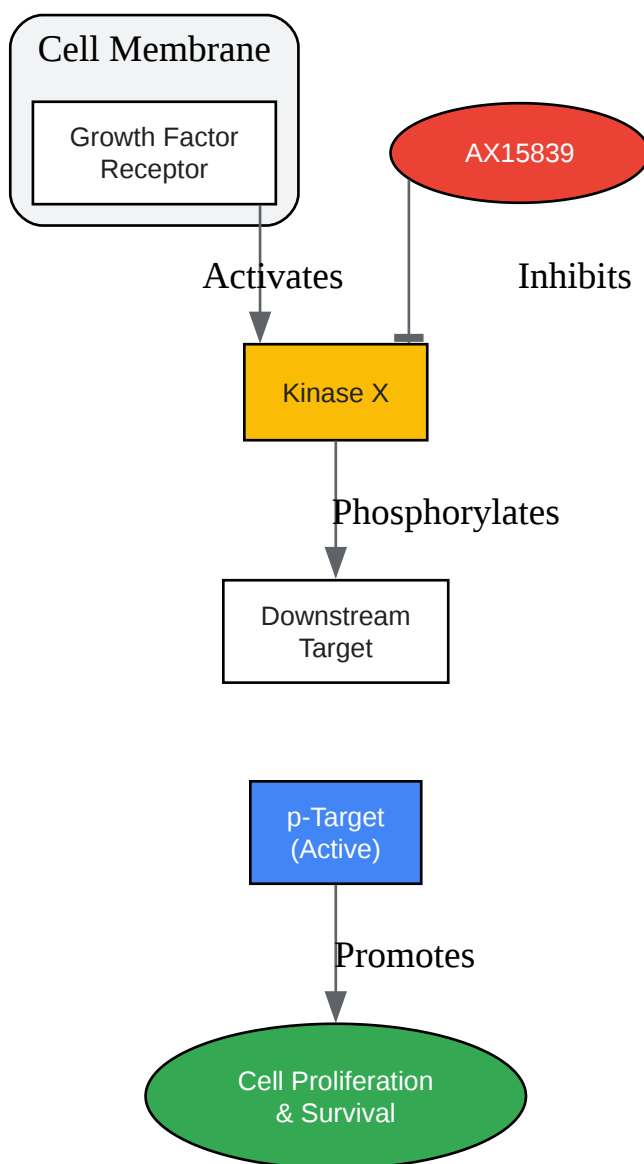 Cell Membrane
Growth Factor
Receptor
AX15839
Activates
Inhibits
Kinase X
Phosphorylates
Downstream
Target
p-Target
(Active)
Promotes
Cell Proliferation
& Survival